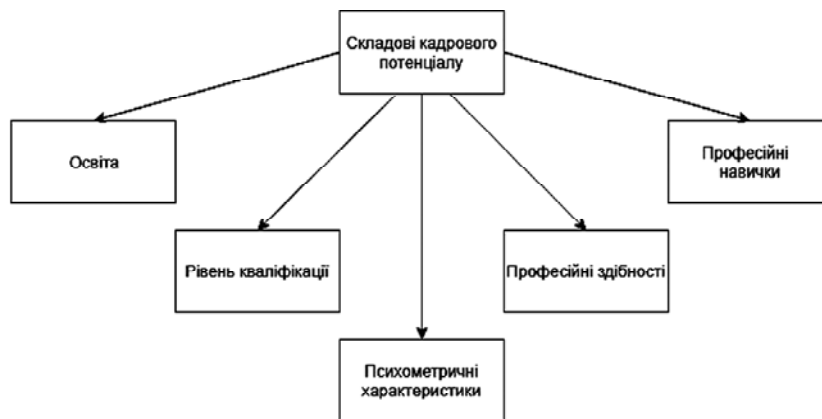 Складові кадрового
потенціалу
Освіта
Професійні
навички
Рівень кваліфікації
Професійні здібності
Психометричні
характеристики